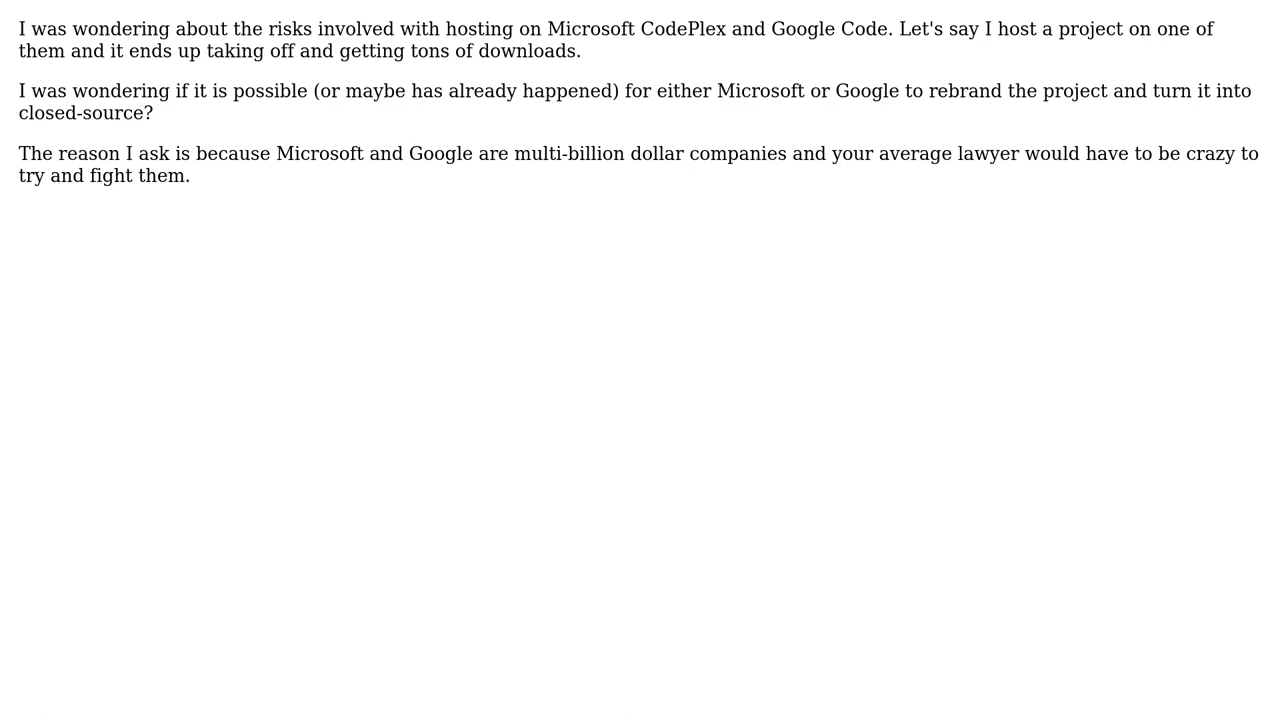 I was wondering about the risks involved with hosting on Microsoft CodePlex and Google Code. Let's say I host a project on one of
them and it ends up taking off and getting tons of downloads.
I was wondering if it is possible (or maybe has already happened) for either Microsoft or Google to rebrand the project and turn it into
closed-source?
The reason I ask is because Microsoft and Google are multi-billion dollar companies and your average lawyer would have to be crazy to
try and fight them.